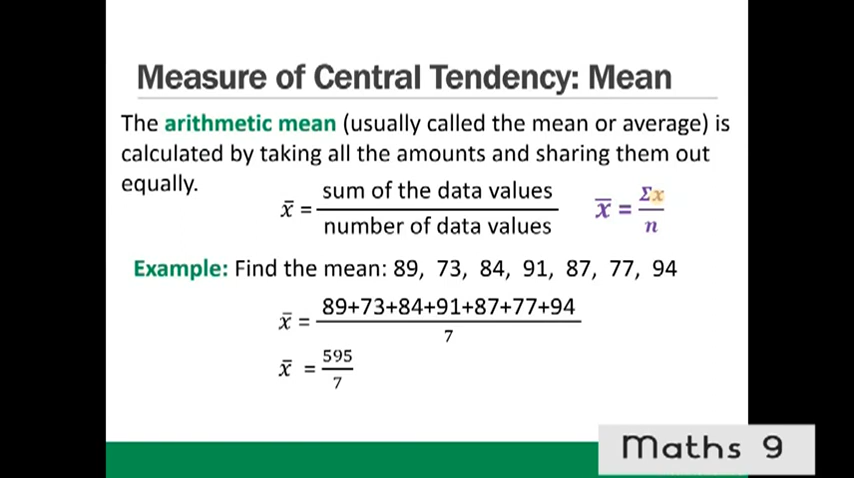 Measure of Central Tendency: Mean
The arithmetic mean (usually called the mean or average) is
calculated by taking all the amounts and sharing them out
equally.
x̄ = sum of the data values / number of data values
x̄ = Σx / n
Example: Find the mean: 89, 73, 84, 91, 87, 77, 94
x̄ = 89+73+84+91+87+77+94 / 7
x̄ = 595 / 7
Maths 9